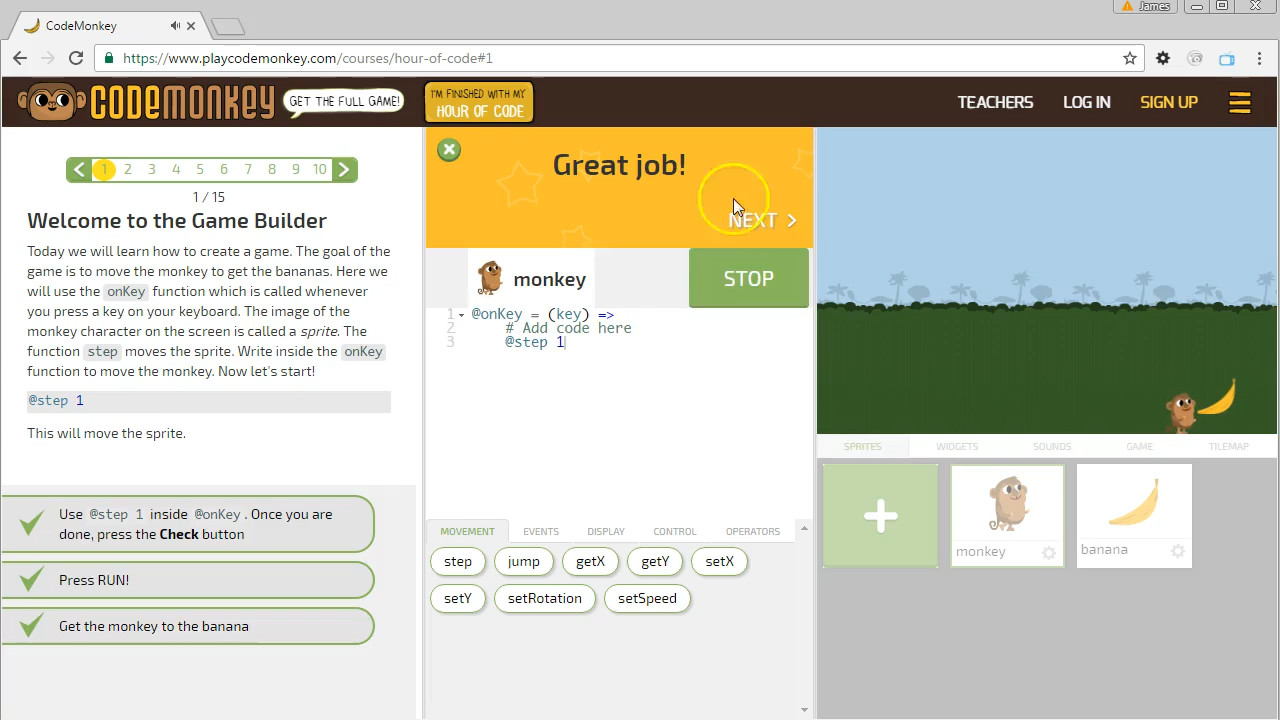 CodeMonkey
James
https://www.playcodemonkey.com/courses/hour-of-code#1
CODEMONKEY
GET THE FULL GAME!
I'M FINISHED WITH MY
HOUR OF CODE
TEACHERS
LOG IN
SIGN UP
1 2 3 4 5 6 7 8 9 10
1 / 15
Welcome to the Game Builder
Today we will learn how to create a game. The goal of the
game is to move the monkey to get the bananas. Here we
will use the onKey function which is called whenever
you press a key on your keyboard. The image of the
monkey character on the screen is called a sprite. The
function step moves the sprite. Write inside the onKey
function to move the monkey. Now let's start!
@step 1
This will move the sprite.
Use @step 1 inside @onKey. Once you are
done, press the Check button
Press RUN!
Get the monkey to the banana
Great job!
NEXT >
monkey
STOP
1 @onKey = (key) =>
2 # Add code here
3 @step 1
MOVEMENT EVENTS DISPLAY CONTROL OPERATORS
step jump getX getY setX
setY setRotation setSpeed
SPRITES WIDGETS SOUNDS GAME TILEMAP
+
monkey
banana